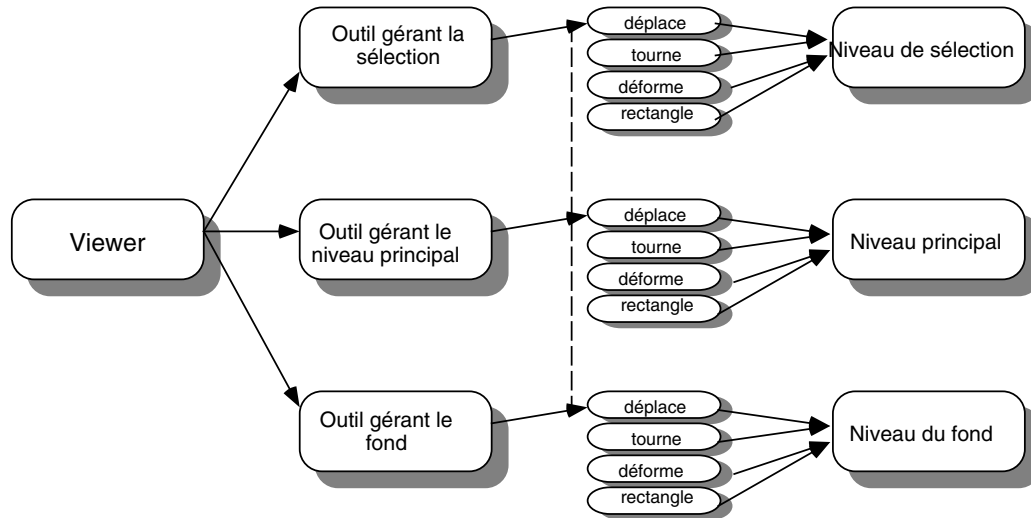 Viewer
Outil gérant la
sélection
déplace
tourne
déforme
rectangle
Niveau de sélection
Outil gérant le
niveau principal
déplace
tourne
déforme
rectangle
Niveau principal
Outil gérant le
fond
déplace
tourne
déforme
rectangle
Niveau du fond